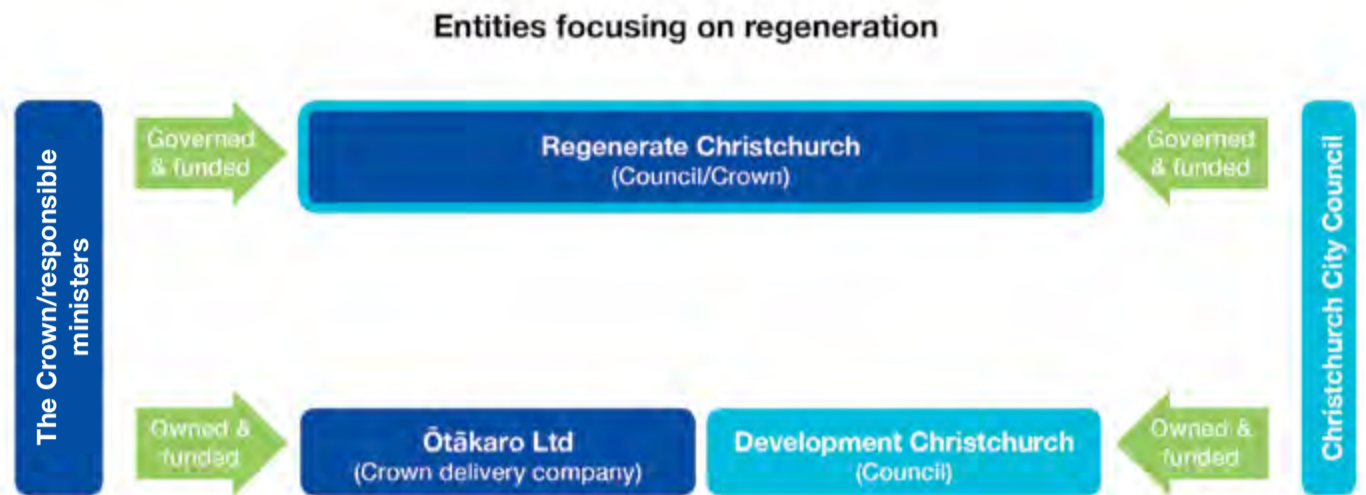 Entities focusing on regeneration
The Crown/responsible
ministers
Governed
& funded
Regenerate Christchurch
(Council/Crown)
Governed
& funded
Christchurch City Council
Owned &
funded
Ōtākaro Ltd
(Crown delivery company)
Development Christchurch
(Council)
Owned &
funded